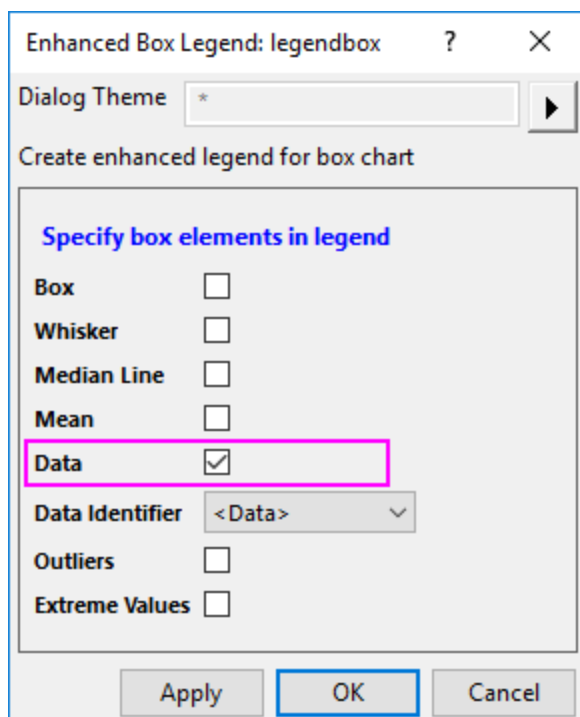 Enhanced Box Legend: legendbox ? ×
Dialog Theme *
Create enhanced legend for box chart
Specify box elements in legend
Box
Whisker
Median Line
Mean
Data
Data Identifier <Data>
Outliers
Extreme Values
Apply OK Cancel